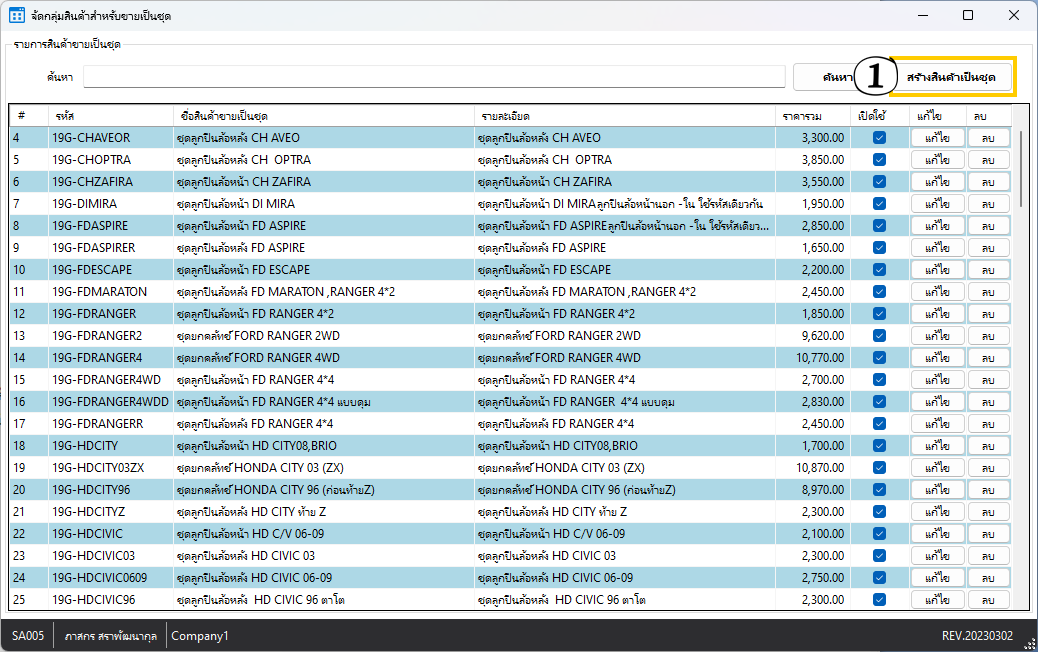 จัดกลุ่มสินค้าสำหรับขายเป็นชุด
รายการสินค้าขายเป็นชุด
ค้นหา ค้นหา 1 สร้างสินค้าเป็นชุด
# รหัส ชื่อสินค้าขายเป็นชุด รายละเอียด ราคารวม เปิดใช้ แก้ไข ลบ
4 19G-CHAVEOR ชุดลูกปืนล้อหลัง CH AVEO ชุดลูกปืนล้อหลัง CH AVEO 3,300.00 แก้ไข ลบ
5 19G-CHOPTRA ชุดลูกปืนล้อหลัง CH  OPTRA ชุดลูกปืนล้อหลัง CH  OPTRA 3,850.00 แก้ไข ลบ
6 19G-CHZAFIRA ชุดลูกปืนล้อหน้า CH ZAFIRA ชุดลูกปืนล้อหน้า CH ZAFIRA 3,550.00 แก้ไข ลบ
7 19G-DIMIRA ชุดลูกปืนล้อหน้า DI MIRA ชุดลูกปืนล้อหน้า DI MIRAลูกปืนล้อหน้านอก -ใน ใช้รหัสเดียวกัน 1,950.00 แก้ไข ลบ
8 19G-FDASPIRE ชุดลูกปืนล้อหน้า FD ASPIRE ชุดลูกปืนล้อหน้า FD ASPIREลูกปืนล้อหน้านอก -ใน ใช้รหัสเดียว... 2,850.00 แก้ไข ลบ
9 19G-FDASPIRER ชุดลูกปืนล้อหลัง FD ASPIRE ชุดลูกปืนล้อหลัง FD ASPIRE 1,650.00 แก้ไข ลบ
10 19G-FDESCAPE ชุดลูกปืนล้อหน้า FD ESCAPE ชุดลูกปืนล้อหน้า FD ESCAPE 2,200.00 แก้ไข ลบ
11 19G-FDMARATON ชุดลูกปืนล้อหลัง FD MARATON ,RANGER 4*2 ชุดลูกปืนล้อหลัง FD MARATON ,RANGER 4*2 2,450.00 แก้ไข ลบ
12 19G-FDRANGER ชุดลูกปืนล้อหน้า FD RANGER 4*2 ชุดลูกปืนล้อหน้า FD RANGER 4*2 1,850.00 แก้ไข ลบ
13 19G-FDRANGER2 ชุดยกคลัทช์ FORD RANGER 2WD ชุดยกคลัทช์ FORD RANGER 2WD 9,620.00 แก้ไข ลบ
14 19G-FDRANGER4 ชุดยกคลัทช์ FORD RANGER 4WD ชุดยกคลัทช์ FORD RANGER 4WD 10,770.00 แก้ไข ลบ
15 19G-FDRANGER4WD ชุดลูกปืนล้อหน้า FD RANGER 4*4 ชุดลูกปืนล้อหน้า FD RANGER 4*4 2,700.00 แก้ไข ลบ
16 19G-FDRANGER4WDD ชุดลูกปืนล้อหน้า FD RANGER 4*4 แบบดุม ชุดลูกปืนล้อหน้า FD RANGER  4*4 แบบดุม 2,830.00 แก้ไข ลบ
17 19G-FDRANGERR ชุดลูกปืนล้อหลัง FD RANGER 4*4 ชุดลูกปืนล้อหลัง FD RANGER 4*4 2,450.00 แก้ไข ลบ
18 19G-HDCITY ชุดลูกปืนล้อหน้า HD CITY08,BRIO ชุดลูกปืนล้อหน้า HD CITY08,BRIO 1,700.00 แก้ไข ลบ
19 19G-HDCITY03ZX ชุดยกคลัทช์ HONDA CITY 03 (ZX) ชุดยกคลัทช์ HONDA CITY 03 (ZX) 10,870.00 แก้ไข ลบ
20 19G-HDCITY96 ชุดยกคลัทช์ HONDA CITY 96 (ก่อนท้ายZ) ชุดยกคลัทช์ HONDA CITY 96 (ก่อนท้ายZ) 8,970.00 แก้ไข ลบ
21 19G-HDCITYZ ชุดลูกปืนล้อหลัง HD CITY ท้าย Z ชุดลูกปืนล้อหลัง HD CITY ท้าย Z 2,300.00 แก้ไข ลบ
22 19G-HDCIVIC ชุดลูกปืนล้อหน้า HD C/V 06-09 ชุดลูกปืนล้อหน้า HD C/V 06-09 2,100.00 แก้ไข ลบ
23 19G-HDCIVIC03 ชุดลูกปืนล้อหลัง HD CIVIC 03 ชุดลูกปืนล้อหลัง HD CIVIC 03 2,300.00 แก้ไข ลบ
24 19G-HDCIVIC0609 ชุดลูกปืนล้อหลัง HD CIVIC 06-09 ชุดลูกปืนล้อหลัง HD CIVIC 06-09 2,750.00 แก้ไข ลบ
25 19G-HDCIVIC96 ชุดลูกปืนล้อหลัง  HD CIVIC 96 ตาโต ชุดลูกปืนล้อหลัง  HD CIVIC 96 ตาโต 2,300.00 แก้ไข ลบ
SA005 ภาสกร สราพัฒนากุล Company1 REV.20230302